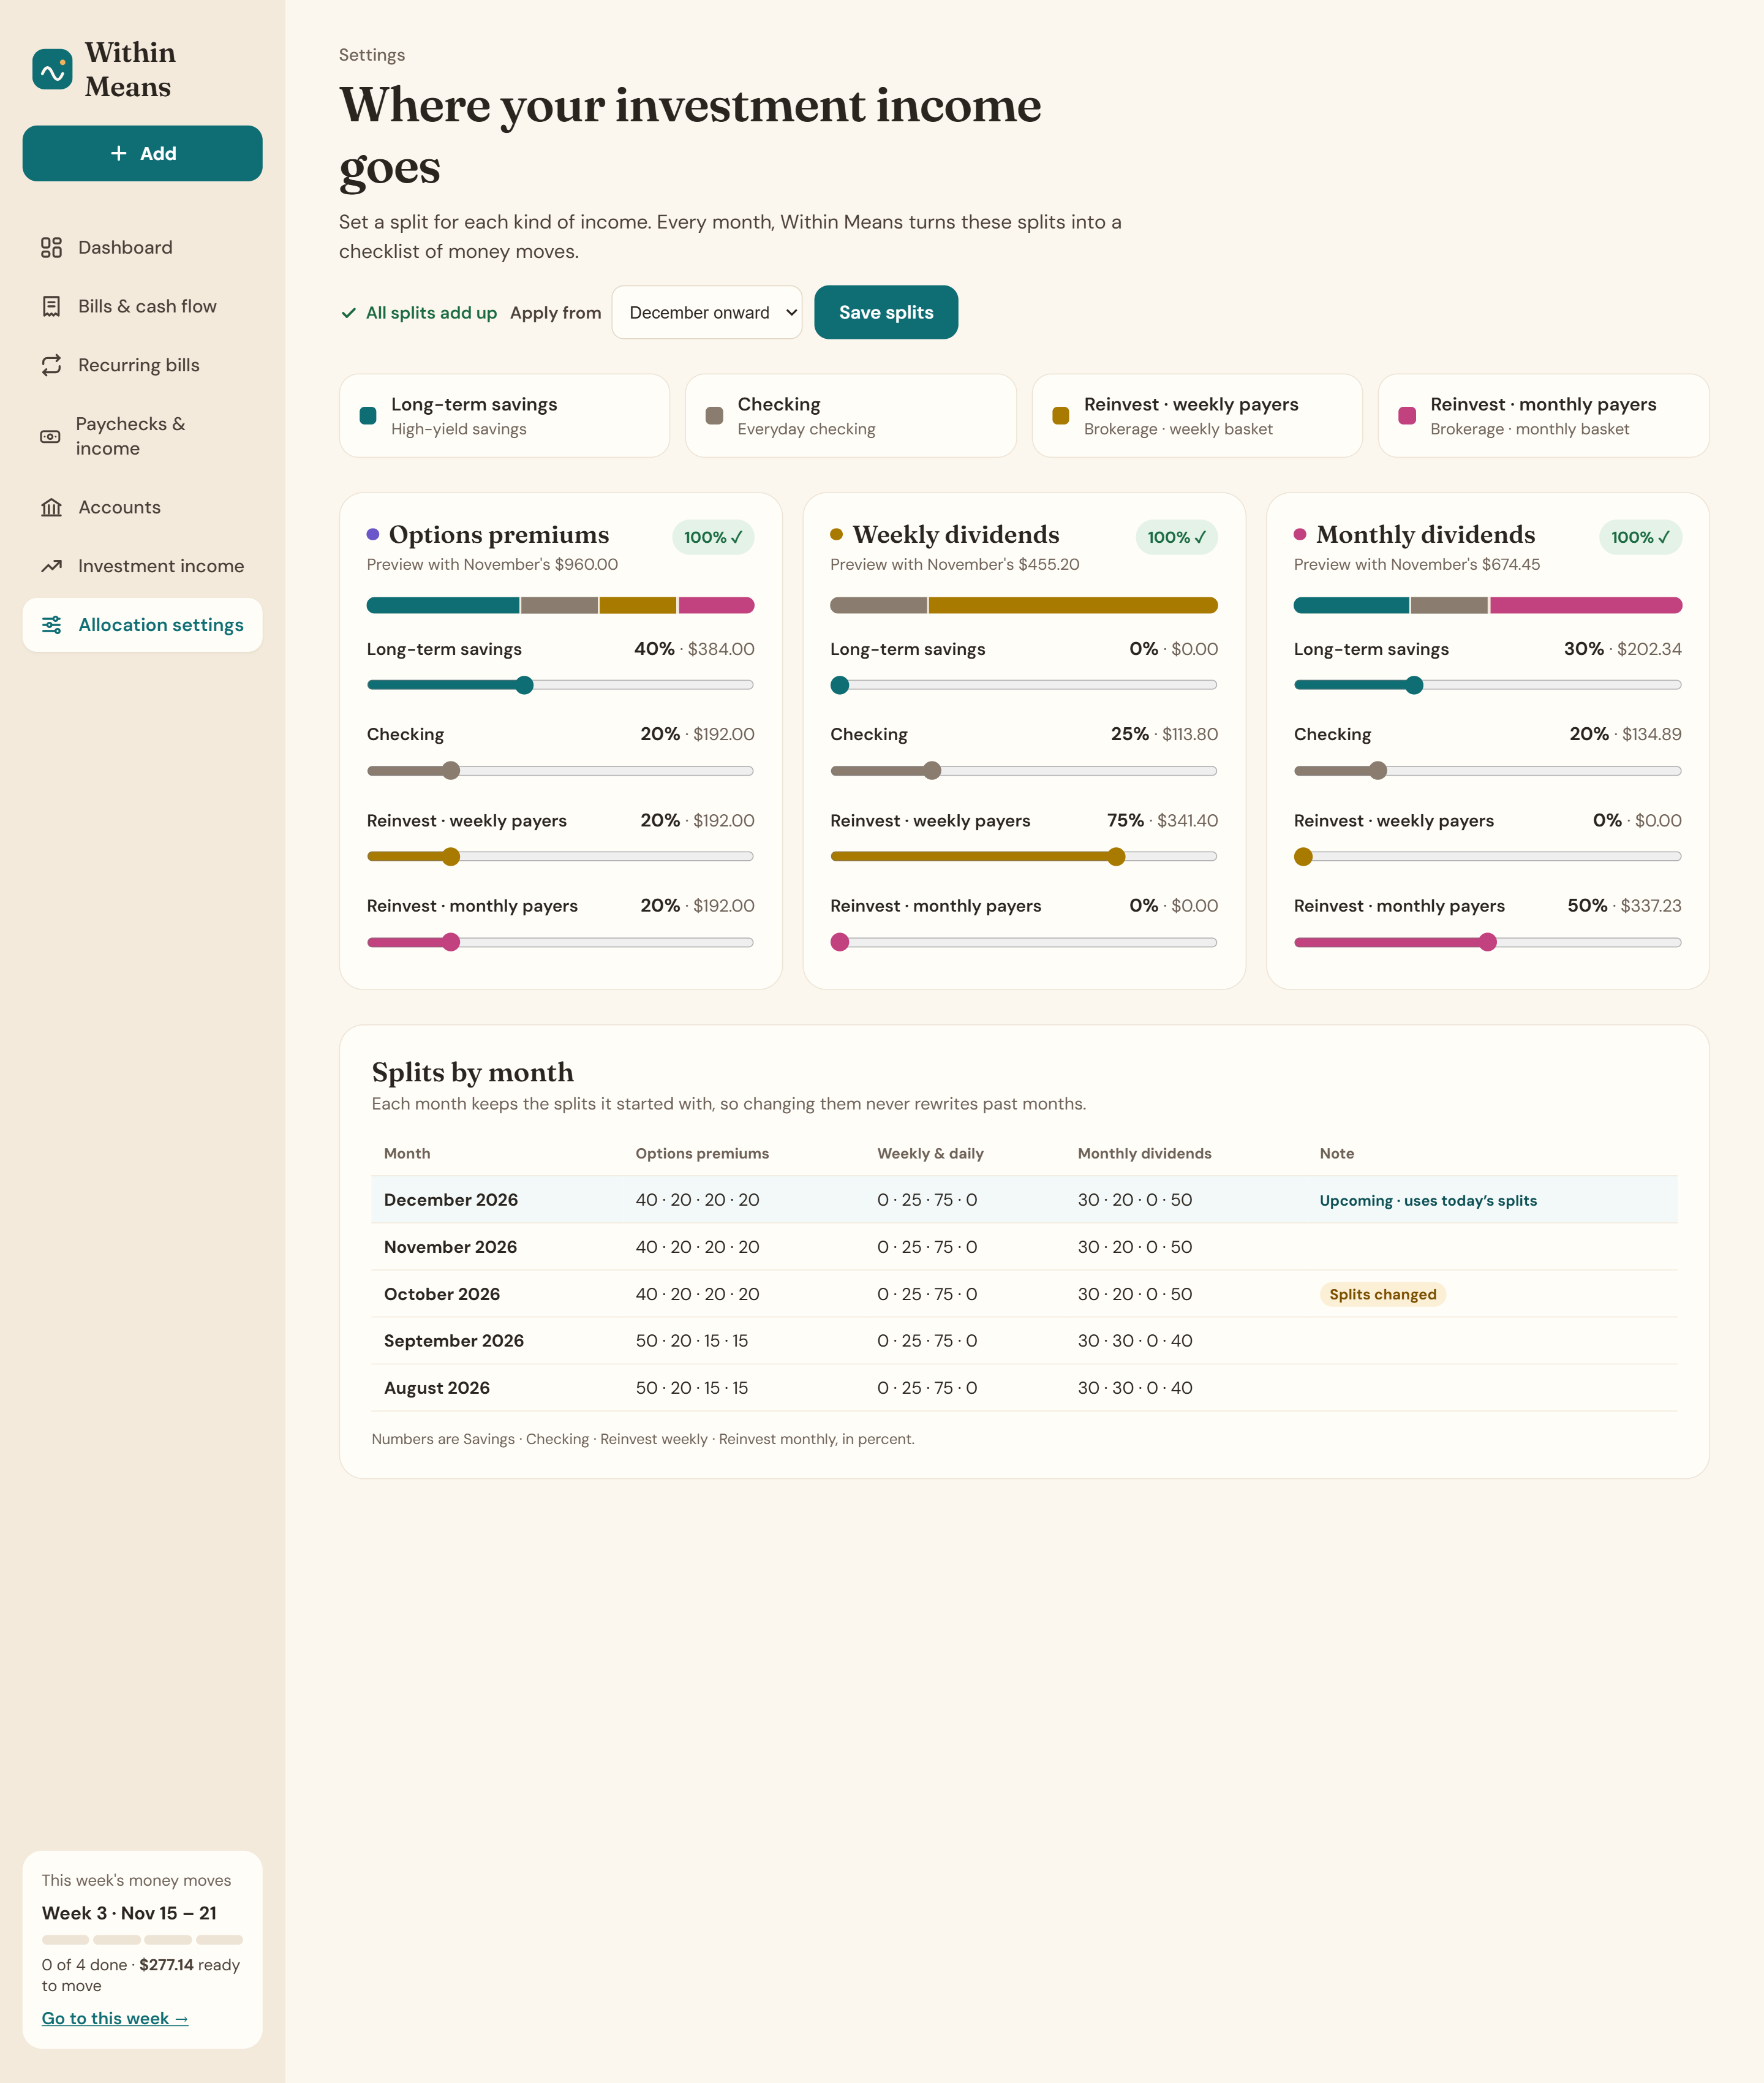 Within
Means
+ Add
Dashboard
Bills & cash flow
Recurring bills
Paychecks &
income
Accounts
Investment income
Allocation settings
This week's money moves
Week 3 · Nov 15 – 21
0 of 4 done · $277.14 ready
to move
Go to this week →
Settings
Where your investment income
goes
Set a split for each kind of income. Every month, Within Means turns these splits into a
checklist of money moves.
✓ All splits add up Apply from December onward Save splits
Long-term savings
High-yield savings
Checking
Everyday checking
Reinvest · weekly payers
Brokerage · weekly basket
Reinvest · monthly payers
Brokerage · monthly basket
Options premiums 100% ✓
Preview with November's $960.00
Long-term savings 40% · $384.00
Checking 20% · $192.00
Reinvest · weekly payers 20% · $192.00
Reinvest · monthly payers 20% · $192.00
Weekly dividends 100% ✓
Preview with November's $455.20
Long-term savings 0% · $0.00
Checking 25% · $113.80
Reinvest · weekly payers 75% · $341.40
Reinvest · monthly payers 0% · $0.00
Monthly dividends 100% ✓
Preview with November's $674.45
Long-term savings 30% · $202.34
Checking 20% · $134.89
Reinvest · weekly payers 0% · $0.00
Reinvest · monthly payers 50% · $337.23
Splits by month
Each month keeps the splits it started with, so changing them never rewrites past months.
Month Options premiums Weekly & daily Monthly dividends Note
December 2026 40 · 20 · 20 · 20 0 · 25 · 75 · 0 30 · 20 · 0 · 50 Upcoming · uses today’s splits
November 2026 40 · 20 · 20 · 20 0 · 25 · 75 · 0 30 · 20 · 0 · 50
October 2026 40 · 20 · 20 · 20 0 · 25 · 75 · 0 30 · 20 · 0 · 50 Splits changed
September 2026 50 · 20 · 15 · 15 0 · 25 · 75 · 0 30 · 30 · 0 · 40
August 2026 50 · 20 · 15 · 15 0 · 25 · 75 · 0 30 · 30 · 0 · 40
Numbers are Savings · Checking · Reinvest weekly · Reinvest monthly, in percent.